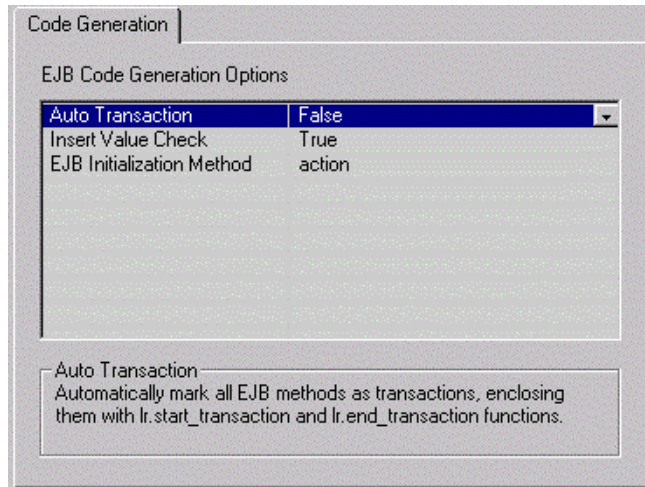 Code Generation
EJB Code Generation Options
Auto Transaction False
Insert Value Check True
EJB Initialization Method action
Auto Transaction
Automatically mark all EJB methods as transactions, enclosing
them with lr.start_transaction and lr.end_transaction functions.